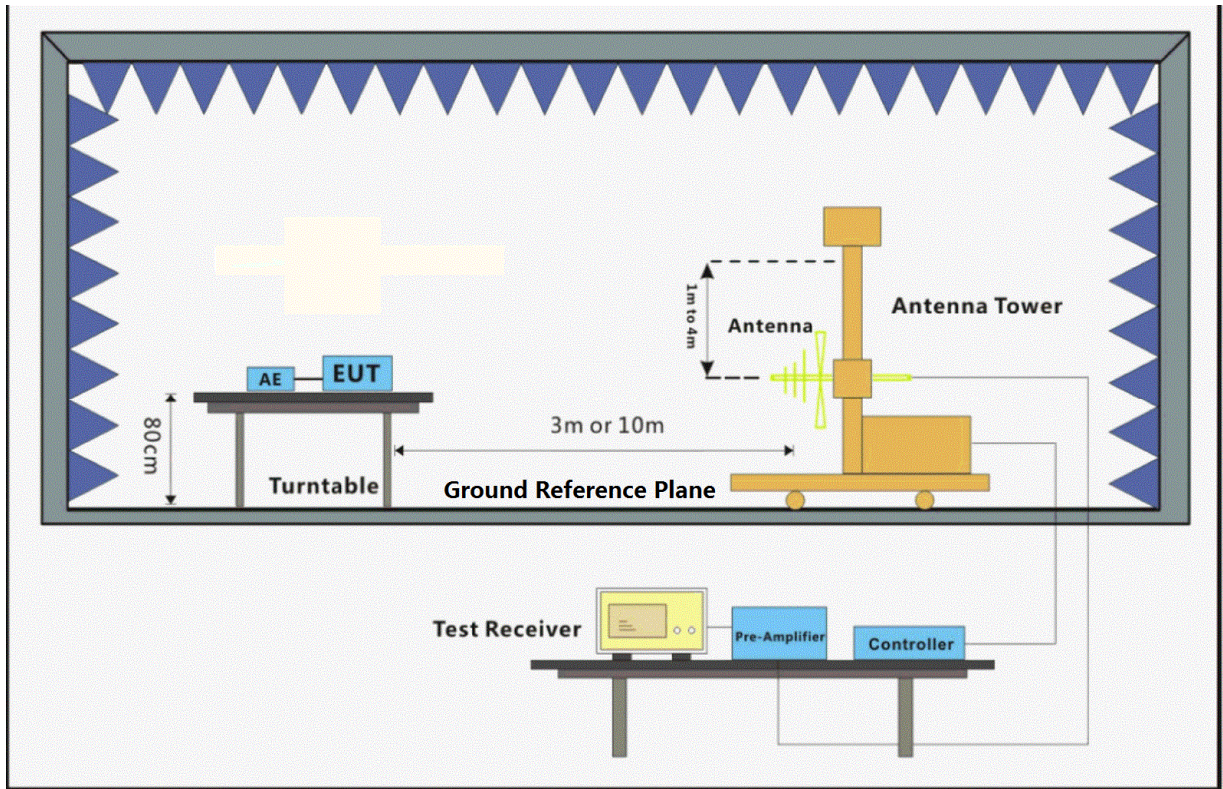 1m to 4m
Antenna
Antenna Tower
AE
EUT
80cm
3m or 10m
Turntable
Ground Reference Plane
Test Receiver
Pre-Amplifier
Controller